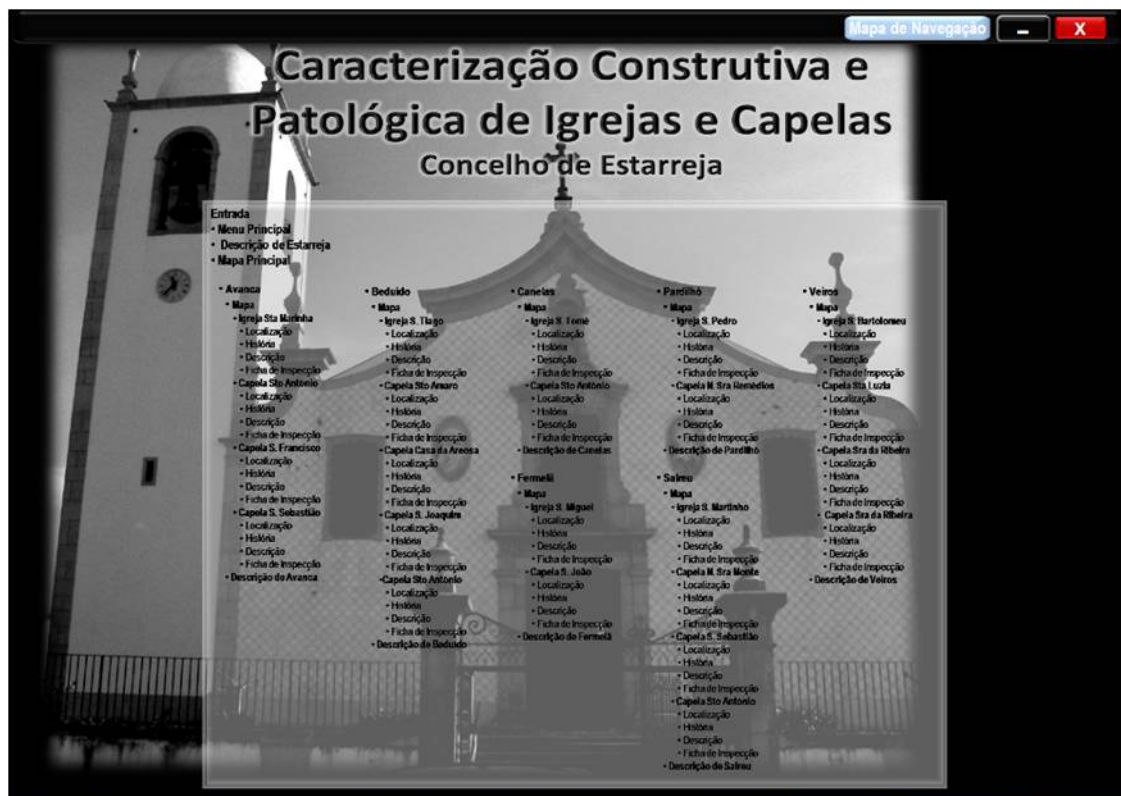 Mapa de Navegação
X
Caracterização Construtiva e
Patológica de Igrejas e Capelas
Concelho de Estarreja
Entrada
• Menu Principal
• Descrição de Estarreja
• Mapa Principal
• Avanca
• Mapa
• Igreja Sta Marinha
• Localização
• História
• Descrição
• Ficha de Inspecção
• Capela Sto António
• Localização
• História
• Descrição
• Ficha de Inspecção
• Capela S. Francisco
• Localização
• História
• Descrição
• Ficha de Inspecção
• Capela S. Sebastião
• Localização
• História
• Descrição
• Ficha de Inspecção
• Descrição de Avanca
• Beduido
• Mapa
• Igreja S. Tiago
• Localização
• História
• Descrição
• Ficha de Inspecção
• Capela Sto Amaro
• Localização
• História
• Descrição
• Ficha de Inspecção
• Capela Casa da Areosa
• Localização
• História
• Descrição
• Ficha de Inspecção
• Capela S. Joaquim
• Localização
• História
• Descrição
• Ficha de Inspecção
• Capela Sto António
• Localização
• História
• Descrição
• Ficha de Inspecção
• Descrição de Beduido
• Canelas
• Mapa
• Igreja S. Tomé
• Localização
• História
• Descrição
• Ficha de Inspecção
• Capela Sto António
• Localização
• História
• Descrição
• Ficha de Inspecção
• Descrição de Canelas
• Fermelã
• Mapa
• Igreja S. Miguel
• Localização
• História
• Descrição
• Ficha de Inspecção
• Capela S. João
• Localização
• História
• Descrição
• Ficha de Inspecção
• Descrição de Fermelã
• Pardilhó
• Mapa
• Igreja S. Pedro
• Localização
• História
• Descrição
• Ficha de Inspecção
• Capela N. Sra Remédios
• Localização
• História
• Descrição
• Ficha de Inspecção
• Descrição de Pardilhó
• Salreu
• Mapa
• Igreja S. Martinho
• Localização
• História
• Descrição
• Ficha de Inspecção
• Capela N. Sra Monte
• Localização
• História
• Descrição
• Ficha de Inspecção
• Capela S. Sebastião
• Localização
• História
• Descrição
• Ficha de Inspecção
• Capela Sto António
• Localização
• História
• Descrição
• Ficha de Inspecção
• Descrição de Salreu
• Veiros
• Mapa
• Igreja S. Bartolomeu
• Localização
• História
• Descrição
• Ficha de Inspecção
• Capela Sta Luzia
• Localização
• História
• Descrição
• Ficha de Inspecção
• Capela Sra da Ribeira
• Localização
• História
• Descrição
• Ficha de Inspecção
• Capela Sra da Ribeira
• Localização
• História
• Descrição
• Ficha de Inspecção
• Descrição de Veiros